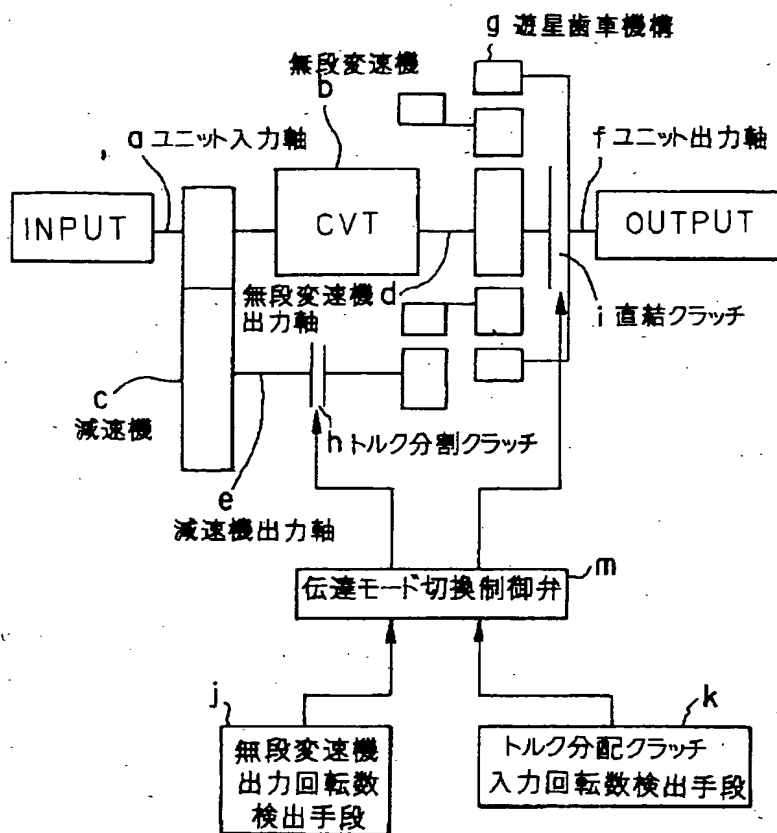 g 遊星歯車機構
無段変速機
b
a ユニット入力軸
f ユニット出力軸
INPUT
CVT
OUTPUT
無段変速機 d
出力軸
i 直結クラッチ
c
減速機
h トルク分割クラッチ
e
減速機出力軸
伝達モード切換制御弁
m
j
k
無段変速機
出力回転数
検出手段
トルク分配クラッチ
入力回転数検出手段